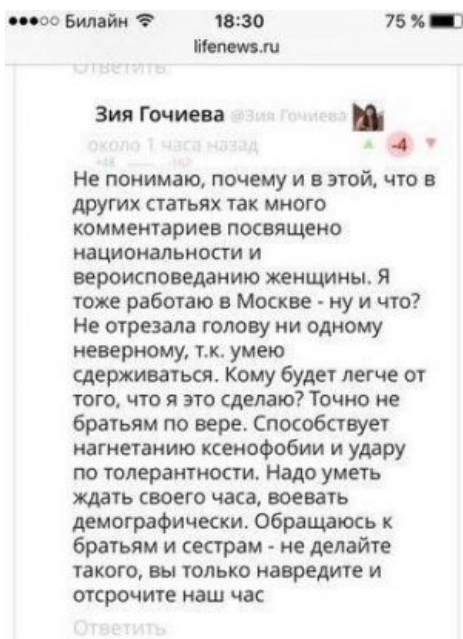 Билайн 18:30 75 %
lifenews.ru
Ответить
Зия Гочиева @Зия Гочиева
около 1 часа назад -4
Не понимаю, почему и в этой, что в
других статьях так много
комментариев посвящено
национальности и
вероисповеданию женщины. Я
тоже работаю в Москве - ну и что?
Не отрезала голову ни одному
неверному, т.к. умею
сдерживаться. Кому будет легче от
того, что я это сделаю? Точно не
братьям по вере. Способствует
нагнетанию ксенофобии и удару
по толерантности. Надо уметь
ждать своего часа, воевать
демографически. Обращаюсь к
братьям и сестрам - не делайте
такого, вы только навредите и
отсрочите наш час
Ответить